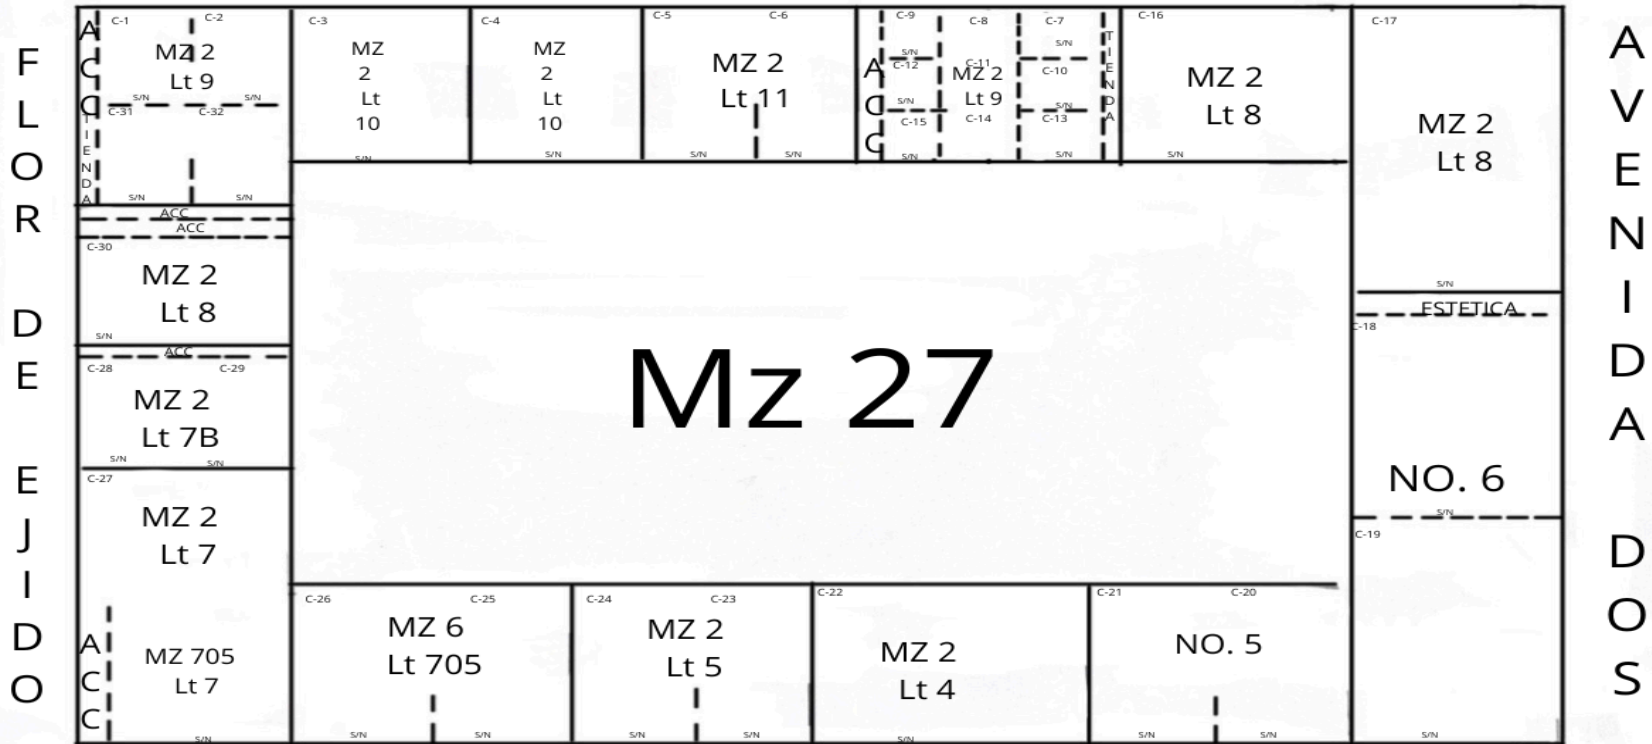 FLOR DE EJIDO
AVENIDA DOS
C-1
C-2
ACC
MZ 2
Lt 9
S/N
S/N
C-31
C-32
TIENDA
S/N
S/N
C-3
MZ
2
Lt
10
S/N
C-4
MZ
2
Lt
10
S/N
C-5
C-6
MZ 2
Lt 11
S/N
S/N
ACC
C-9
C-8
C-7
S/N
S/N
C-12
C-11
C-10
MZ 2
Lt 9
S/N
S/N
C-15
C-14
C-13
S/N
S/N
TIENDA
C-16
MZ 2
Lt 8
S/N
C-17
MZ 2
Lt 8
S/N
ACC
ACC
C-30
MZ 2
Lt 8
S/N
ACC
C-28
C-29
MZ 2
Lt 7B
S/N
S/N
C-27
MZ 2
Lt 7
ACC
MZ 705
Lt 7
S/N
Mz 27
ESTETICA
C-18
NO. 6
S/N
C-19
S/N
C-26
C-25
MZ 6
Lt 705
S/N
S/N
C-24
C-23
MZ 2
Lt 5
S/N
S/N
C-22
MZ 2
Lt 4
S/N
C-21
C-20
NO. 5
S/N
S/N